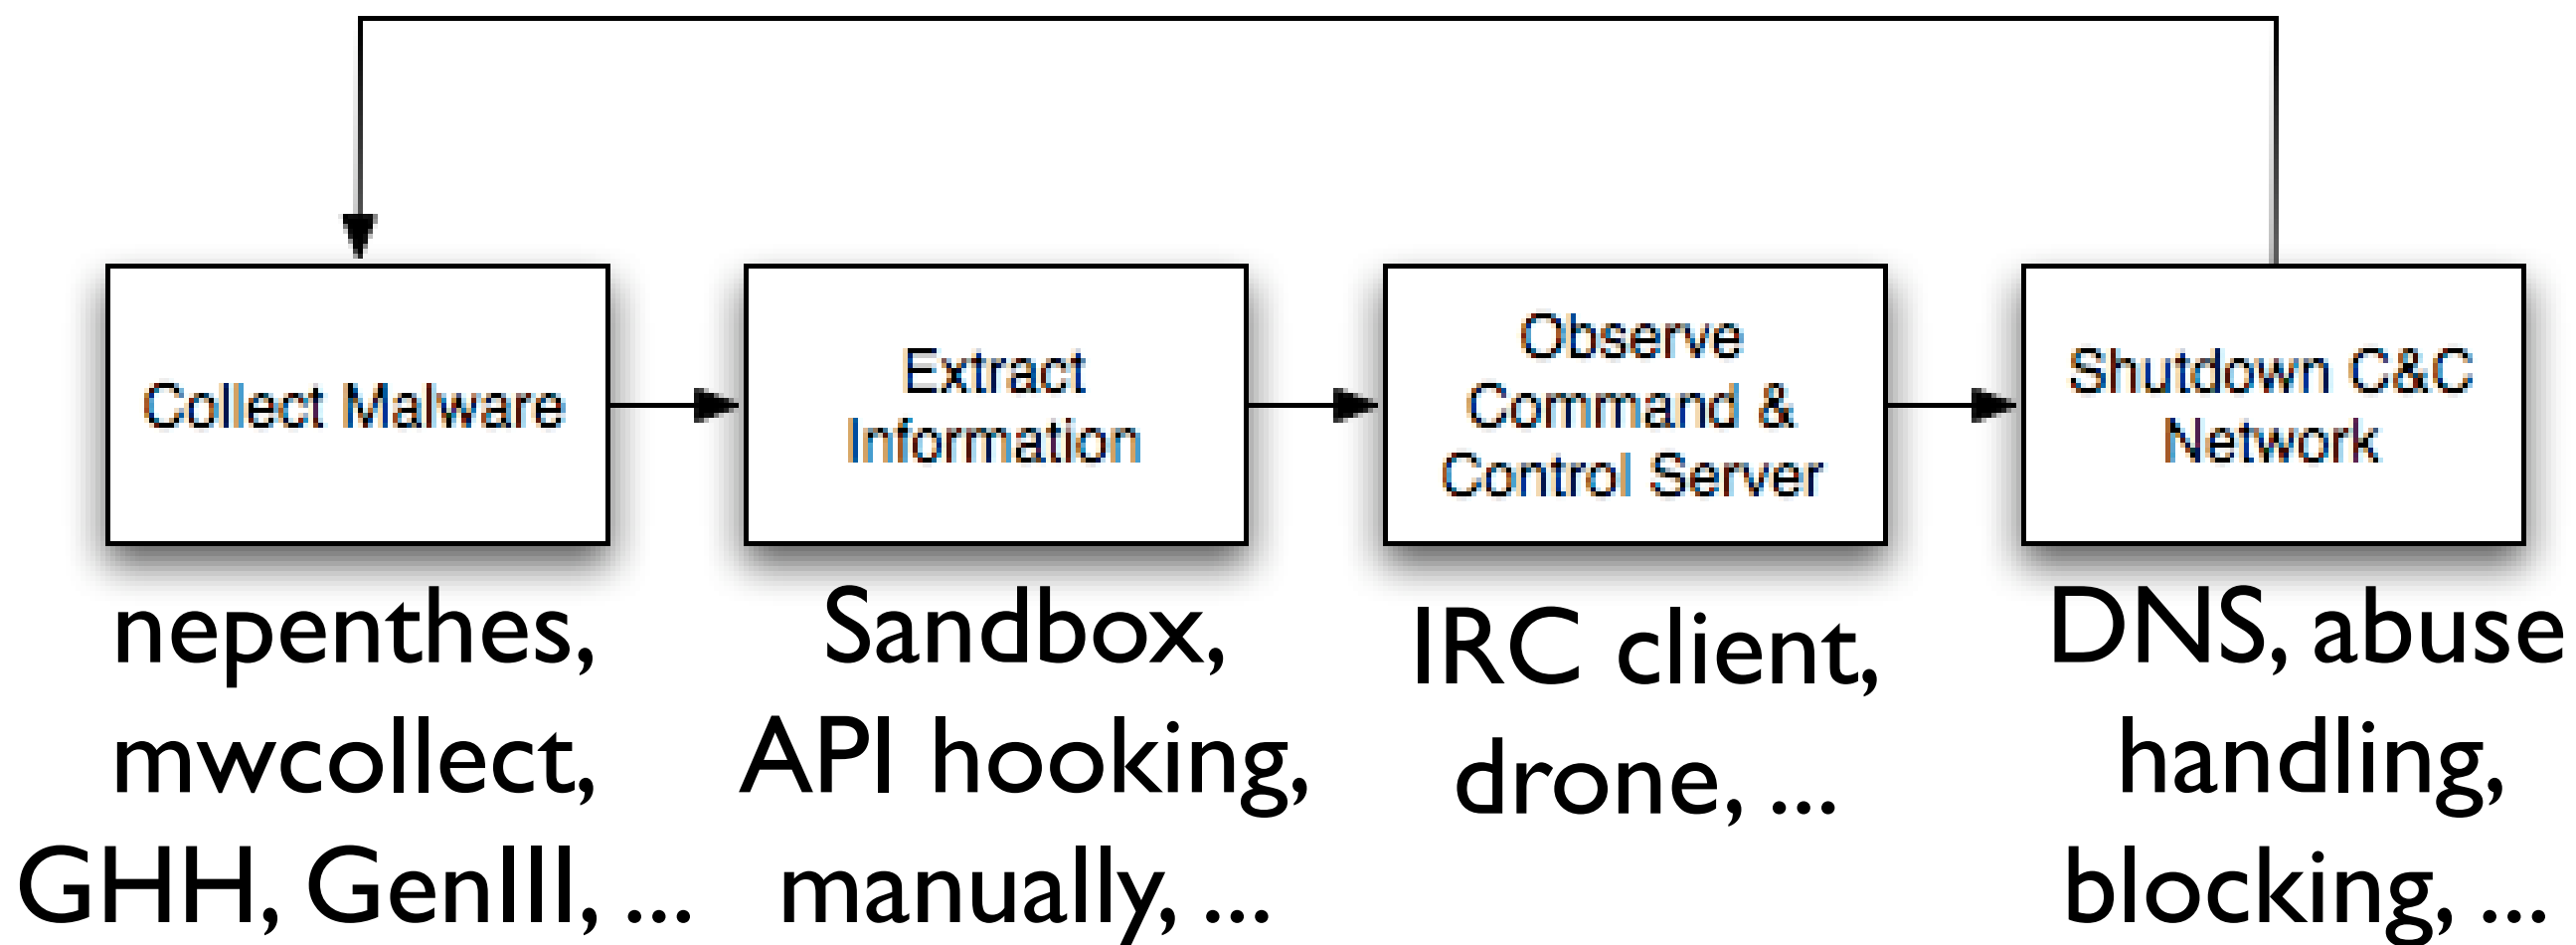 Collect Malware
Extract
Information
Observe
Command &
Control Server
Shutdown C&C
Network
nepenthes,
mwcollect,
GHH, GenIII, ...
Sandbox,
API hooking,
manually, ...
IRC client,
drone, ...
DNS, abuse
handling,
blocking, ...